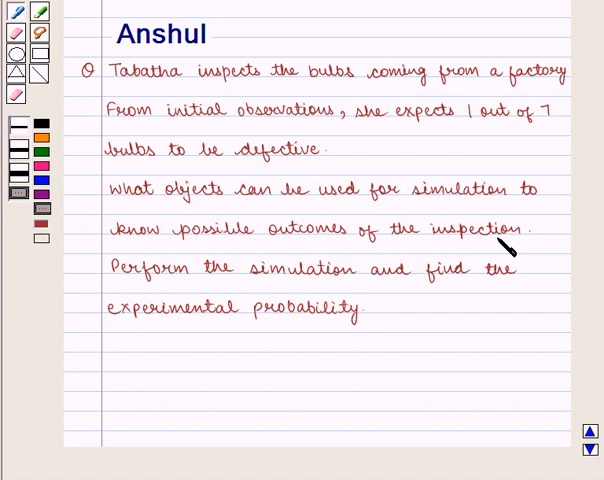 Anshul
Q Tabatha inspects the bulbs coming from a factory
From initial observations, she expects 1 out of 7
bulbs to be defective.
What objects can be used for simulation to
know possible outcomes of the inspection.
Perform the simulation and find the
experimental probability.